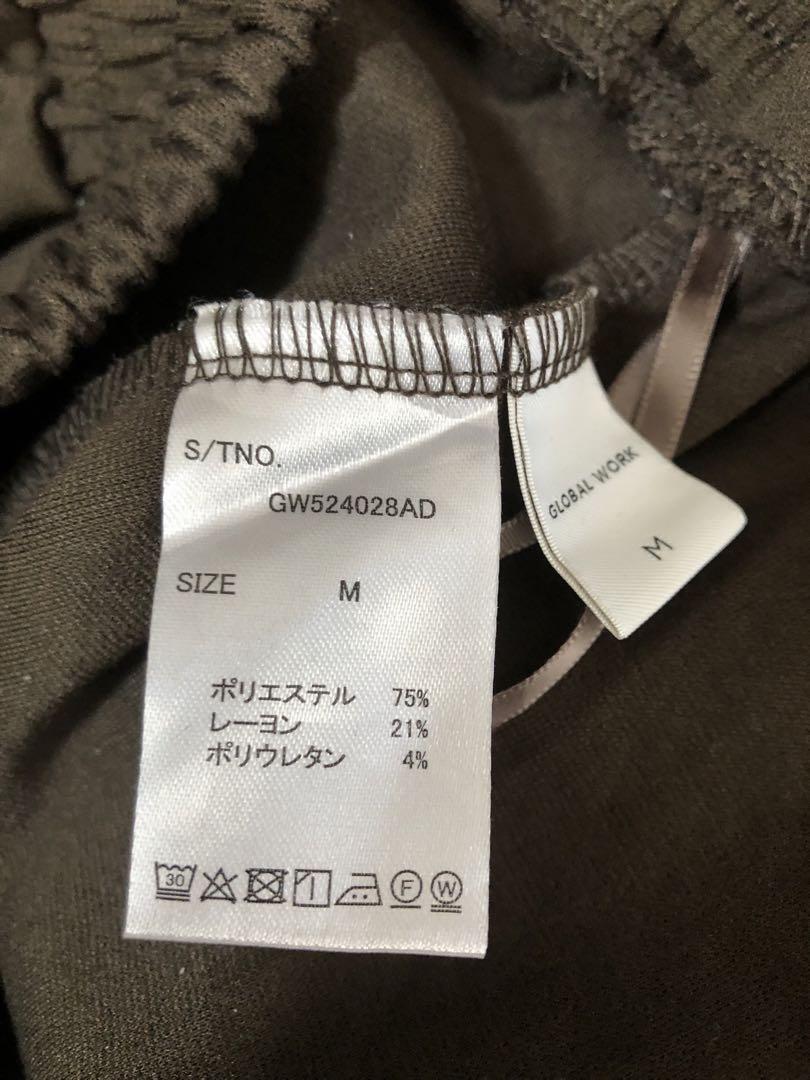 S/TNO.
GW524028AD
SIZE M
ポリエステル 75%
レーヨン 21%
ポリウレタン 4%
30
F W
GLOBAL WORK
M